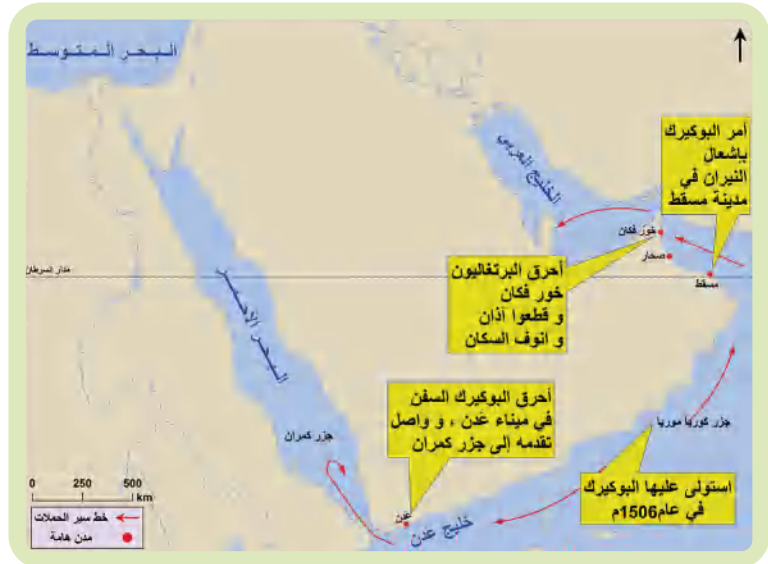 البحر المتوسط
الخليج العربي
أمر البوكيرك
بإشعال
النيران في
مدينة مسقط
خور فكان
صحار
مسقط
مدار السرطان
أحرق البرتغاليون
خور فكان
و قطعوا آذان
و انوف السكان
البحر الأحمر
أحرق البوكيرك السفن
في ميناء عدن ، و واصل
تقدمه إلى جزر كمران
جزر كمران
جزر كوريا موريا
استولى عليها البوكيرك
في عام1506م
عدن
خليج عدن
0 250 500
km
خط سير الحملات
مدن هامة